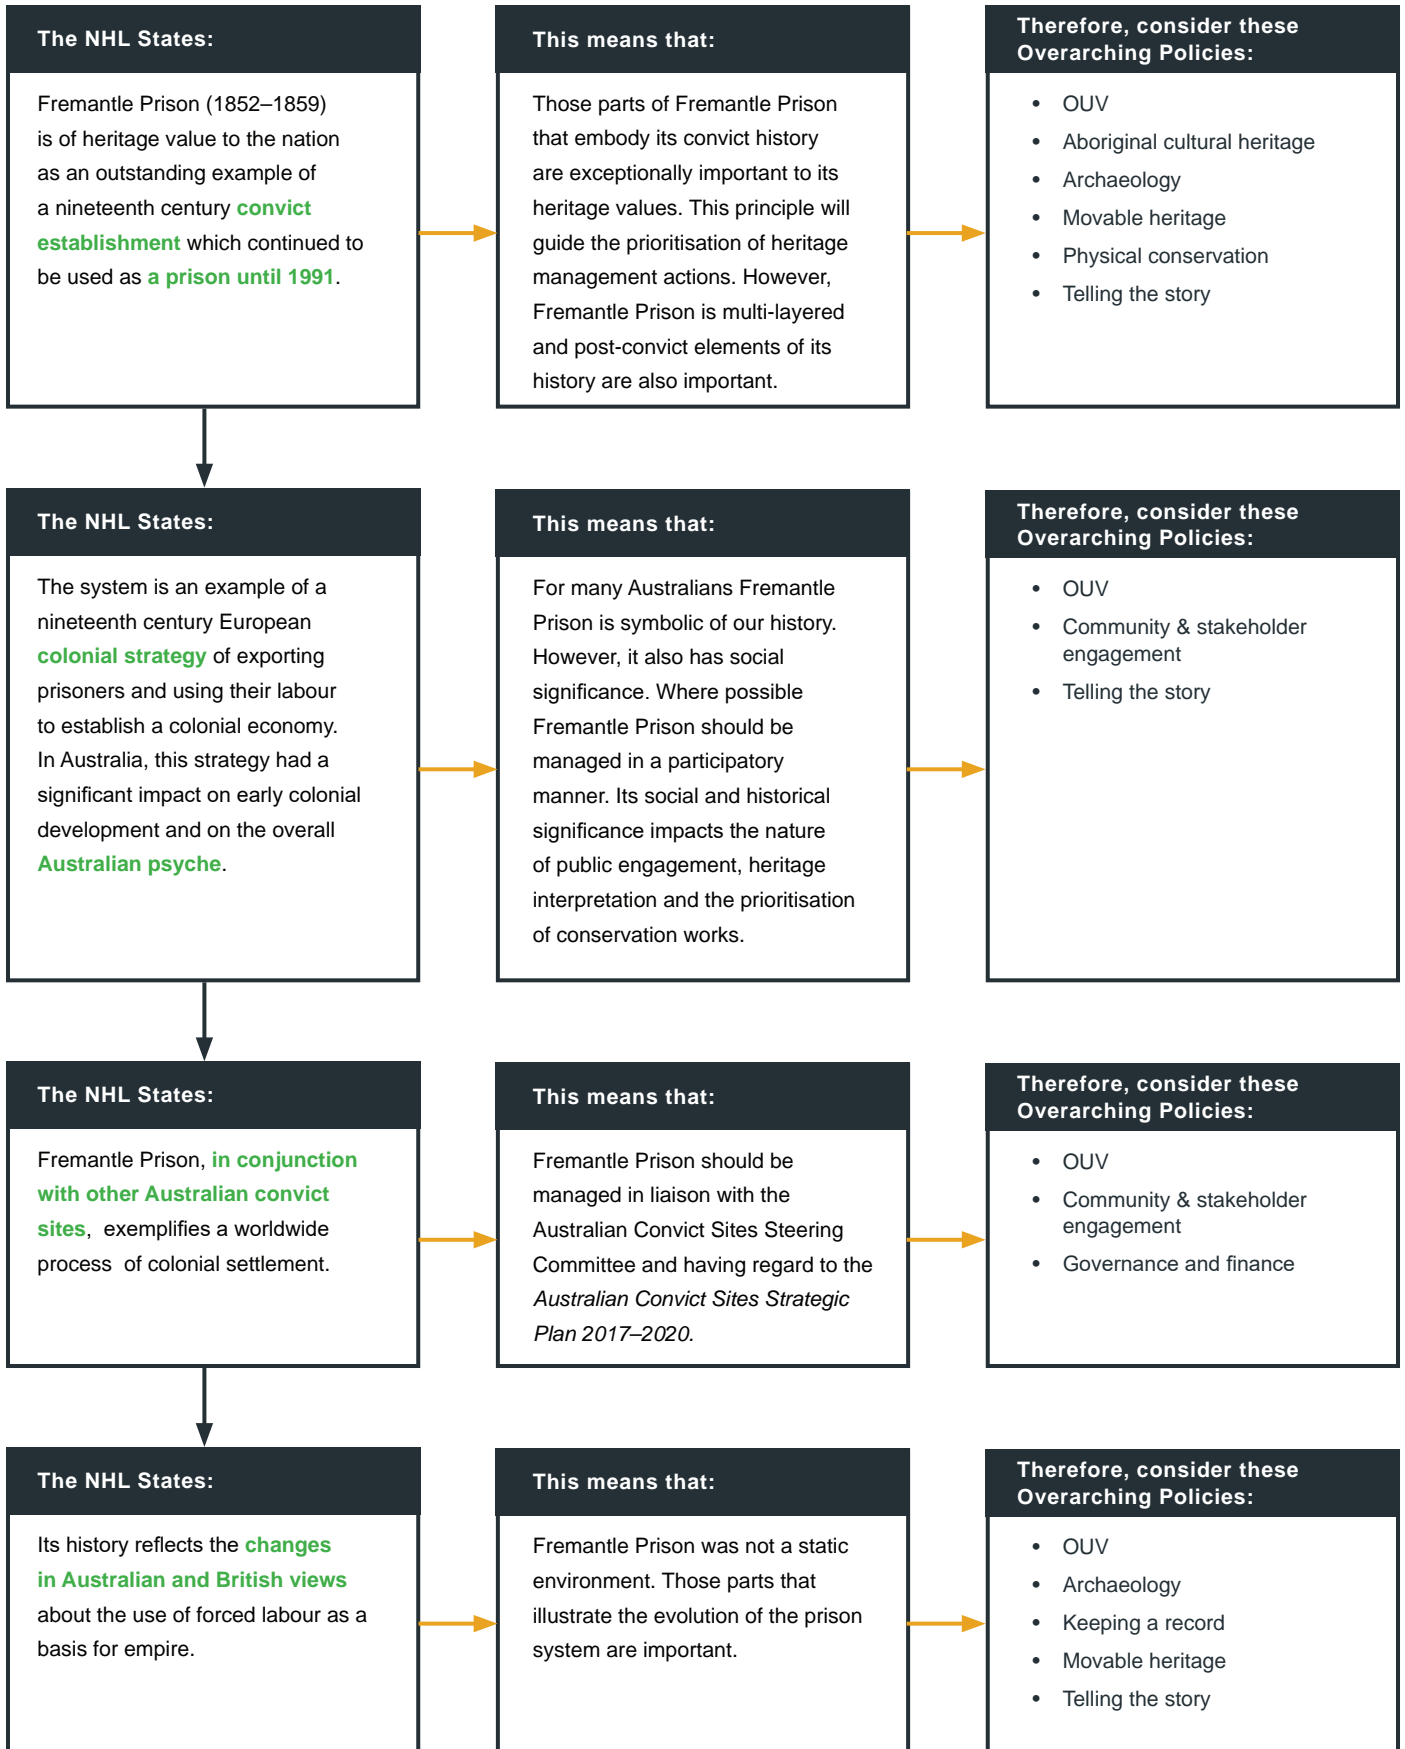 The NHL States:
Fremantle Prison (1852–1859)
is of heritage value to the nation
as an outstanding example of
a nineteenth century convict
establishment which continued to
be used as a prison until 1991.
This means that:
Those parts of Fremantle Prison
that embody its convict history
are exceptionally important to its
heritage values. This principle will
guide the prioritisation of heritage
management actions. However,
Fremantle Prison is multi-layered
and post-convict elements of its
history are also important.
Therefore, consider these
Overarching Policies:
• OUV
• Aboriginal cultural heritage
• Archaeology
• Movable heritage
• Physical conservation
• Telling the story
The NHL States:
The system is an example of a
nineteenth century European
colonial strategy of exporting
prisoners and using their labour
to establish a colonial economy.
In Australia, this strategy had a
significant impact on early colonial
development and on the overall
Australian psyche.
This means that:
For many Australians Fremantle
Prison is symbolic of our history.
However, it also has social
significance. Where possible
Fremantle Prison should be
managed in a participatory
manner. Its social and historical
significance impacts the nature
of public engagement, heritage
interpretation and the prioritisation
of conservation works.
Therefore, consider these
Overarching Policies:
• OUV
• Community & stakeholder
engagement
• Telling the story
The NHL States:
Fremantle Prison, in conjunction
with other Australian convict
sites, exemplifies a worldwide
process of colonial settlement.
This means that:
Fremantle Prison should be
managed in liaison with the
Australian Convict Sites Steering
Committee and having regard to the
Australian Convict Sites Strategic
Plan 2017–2020.
Therefore, consider these
Overarching Policies:
• OUV
• Community & stakeholder
engagement
• Governance and finance
The NHL States:
Its history reflects the changes
in Australian and British views
about the use of forced labour as a
basis for empire.
This means that:
Fremantle Prison was not a static
environment. Those parts that
illustrate the evolution of the prison
system are important.
Therefore, consider these
Overarching Policies:
• OUV
• Archaeology
• Keeping a record
• Movable heritage
• Telling the story